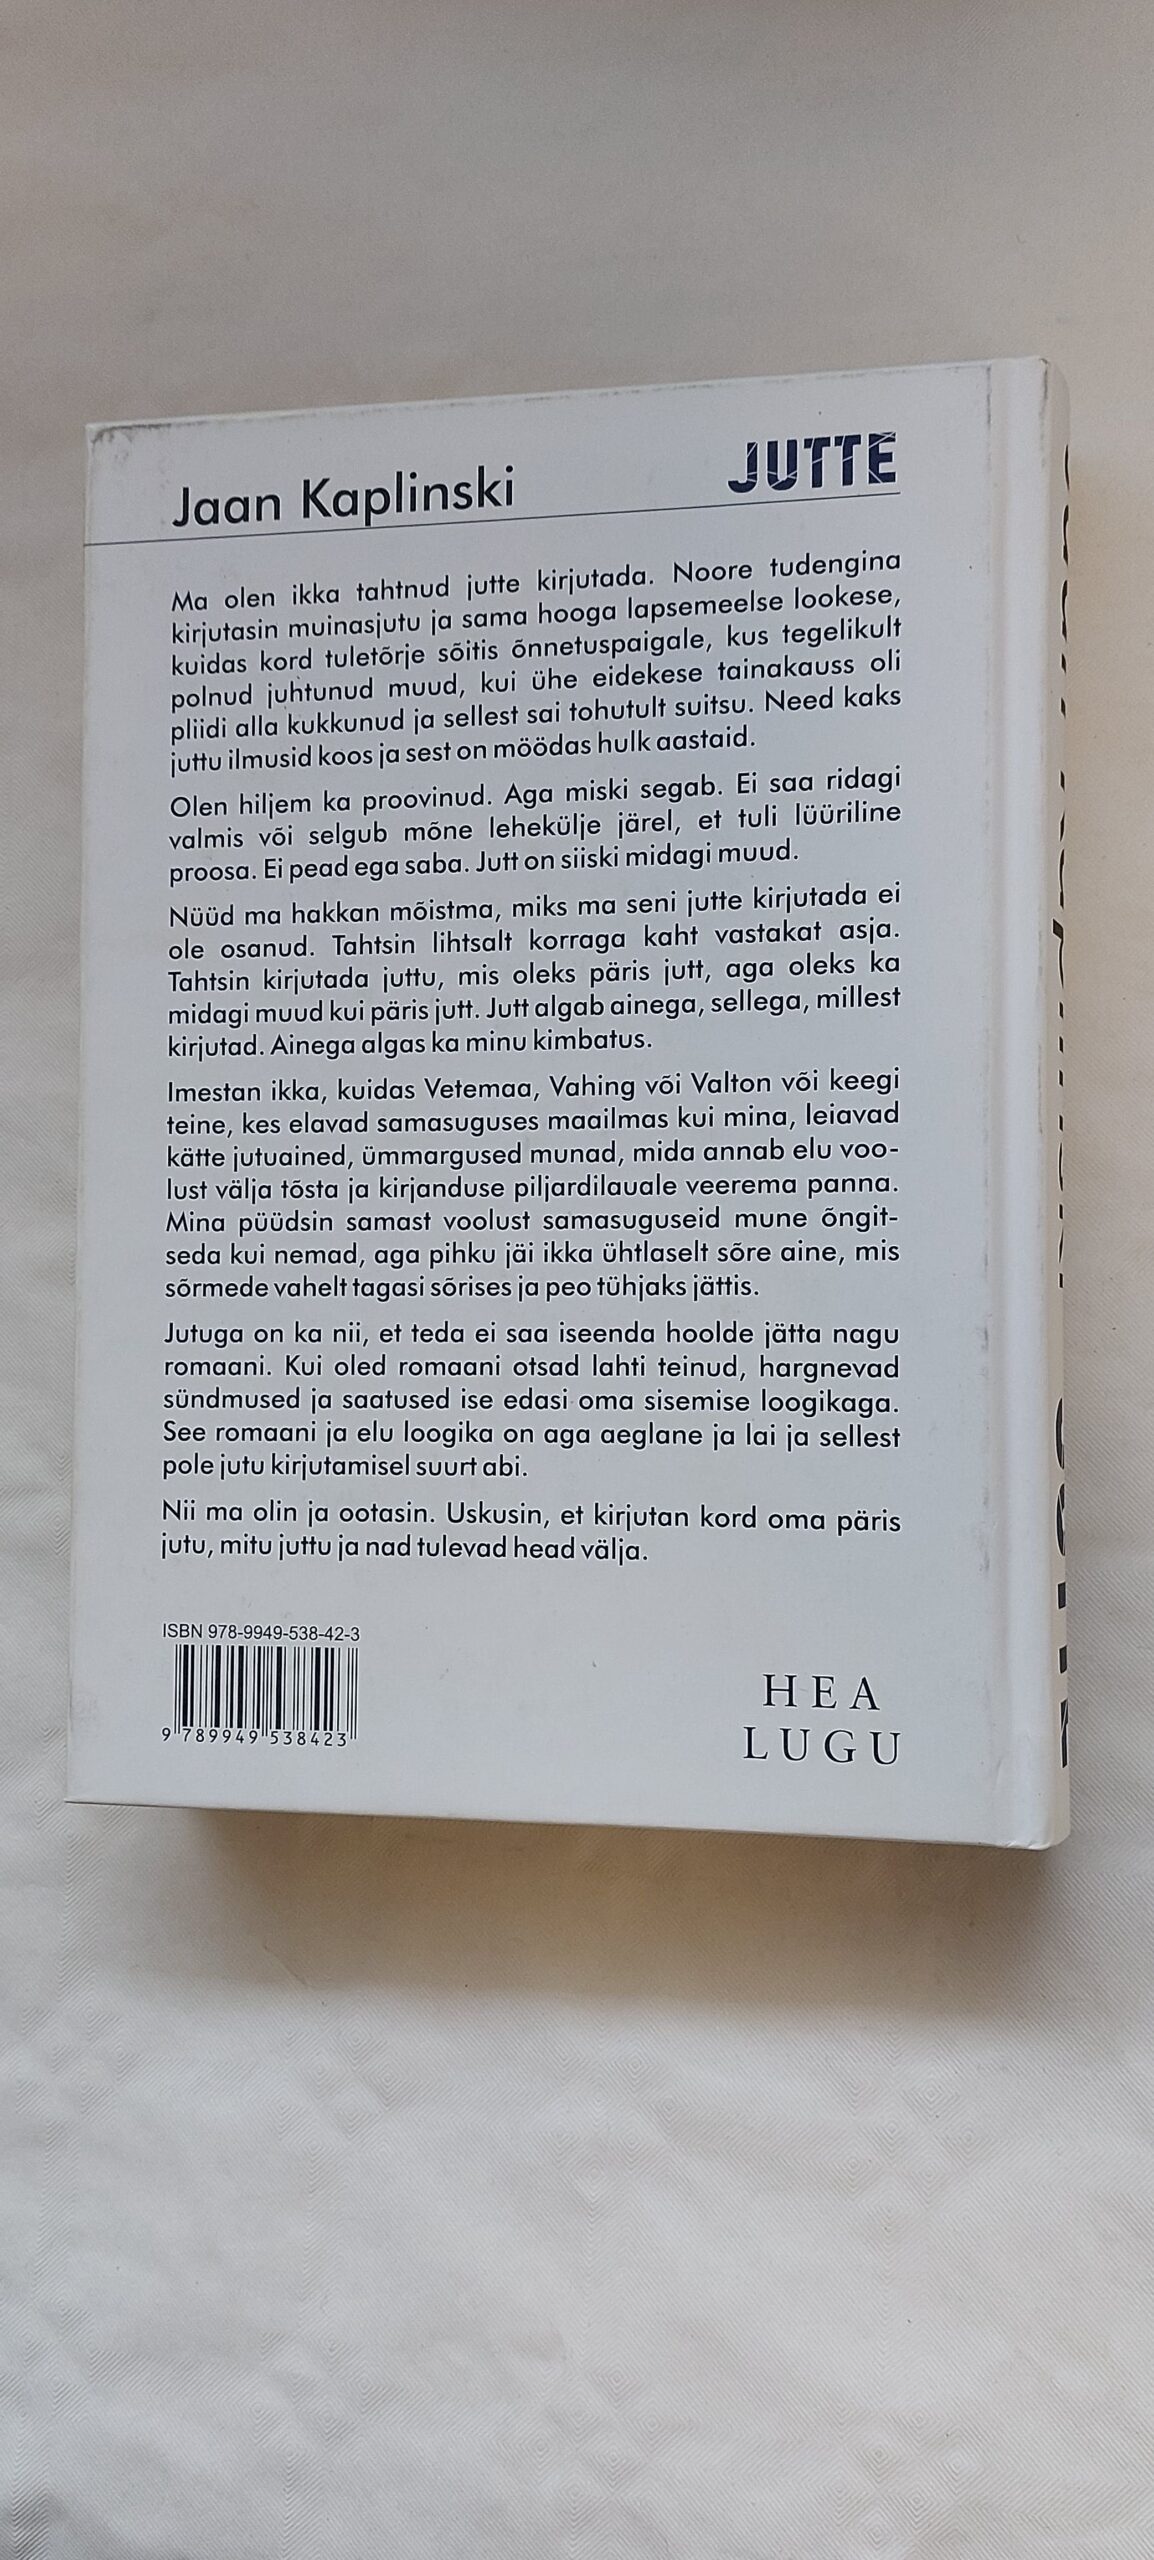 Jaan Kaplinski
JUTTE
Ma olen ikka tahtnud jutte kirjutada. Noore tudengina
kirjutasin muinasjutu ja sama hooga lapsemeelse lookese,
kuidas kord tuletõrje sõitis õnnetuspaigale, kus tegelikult
polnud juhtunud muud, kui ühe eidekese tainakauss oli
pliidi alla kukkunud ja sellest sai tohutult suitsu. Need kaks
juttu ilmusid koos ja sest on möödas hulk aastaid.
Olen hiljem ka proovinud. Aga miski segab. Ei saa ridagi
valmis või selgub mõne lehekülje järel, et tuli lüüriline
proosa. Ei pead ega saba. Jutt on siiski midagi muud.
Nüüd ma hakkan mõistma, miks ma seni jutte kirjutada ei
ole osanud. Tahtsin lihtsalt korraga kaht vastakat asja.
Tahtsin kirjutada juttu, mis oleks päris jutt, aga oleks ka
midagi muud kui päris jutt. Jutt algab ainega, sellega, millest
kirjutad. Ainega algas ka minu kimbatus.
Imestan ikka, kuidas Vetemaa, Vahing või Valton või keegi
teine, kes elavad samasuguses maailmas kui mina, leiavad
kätte jutuained, ümmargused munad, mida annab elu voo-
lust välja tõsta ja kirjanduse piljardilauale veerema panna.
Mina püüdsin samast voolust samasuguseid mune õngit-
seda kui nemad, aga pihku jäi ikka ühtlaselt sõre aine, mis
sõrmede vahelt tagasi sõrises ja peo tühjaks jättis.
Jutuga on ka nii, et teda ei saa iseenda hoolde jätta nagu
romaani. Kui oled romaani otsad lahti teinud, hargnevad
sündmused ja saatused ise edasi oma sisemise loogikaga.
See romaani ja elu loogika on aga aeglane ja lai ja sellest
pole jutu kirjutamisel suurt abi.
Nii ma olin ja ootasin. Uskusin, et kirjutan kord oma päris
jutu, mitu juttu ja nad tulevad head välja.
ISBN 978-9949-538-42-3
9 789949 538423
HEA
LUGU